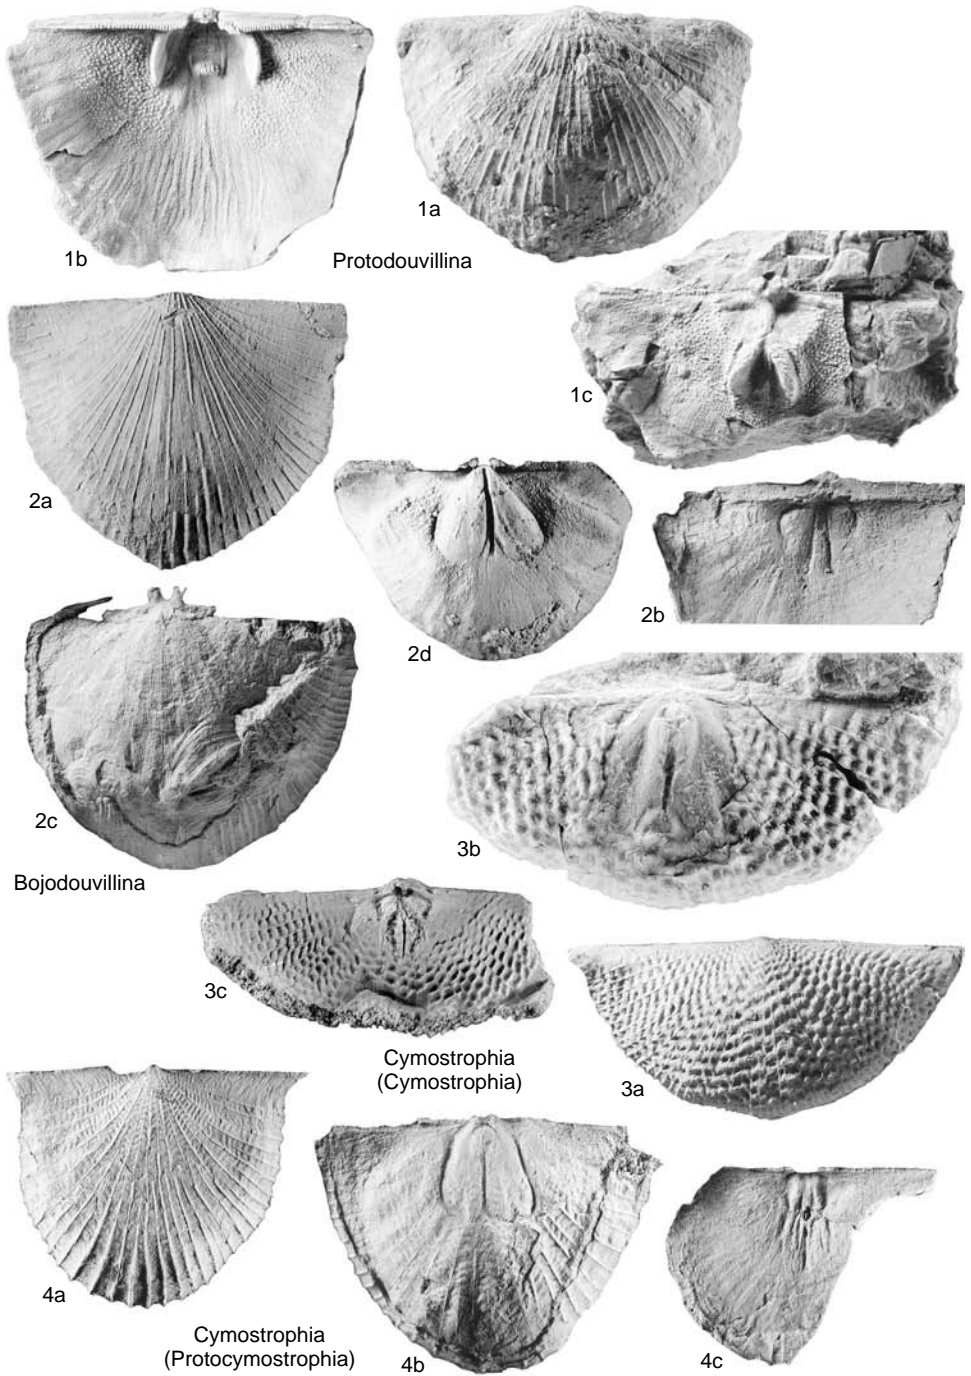 1b
1a
Protodouvillina
1c
2a
2d
2b
2c
Bojodouvillina
3b
3c
Cymostrophia
(Cymostrophia)
3a
4a
Cymostrophia
(Protocymostrophia)
4b
4c